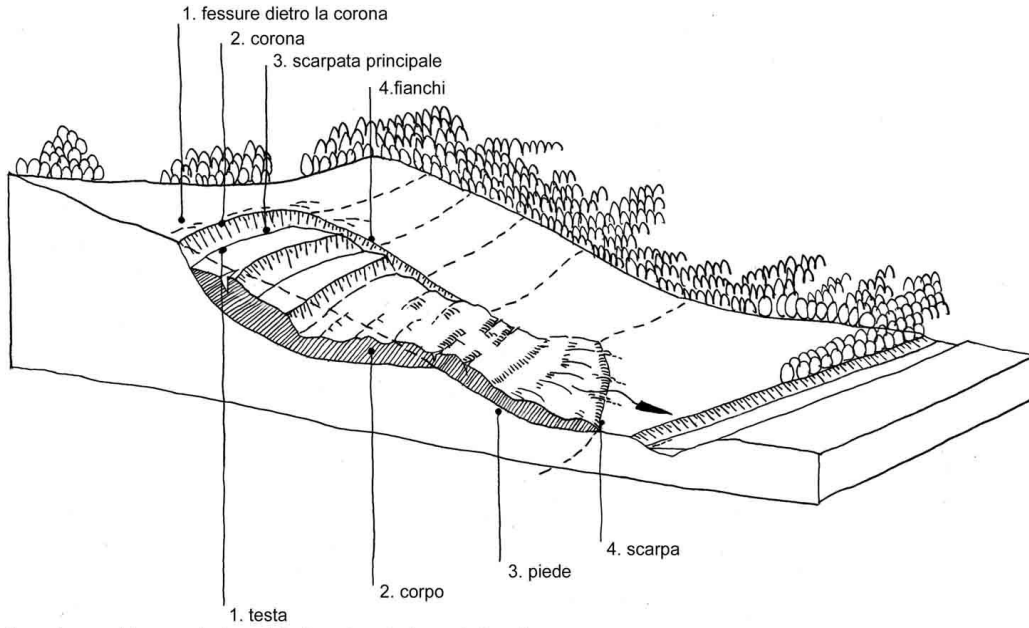 1. fessure dietro la corona
2. corona
3. scarpata principale
4.fianchi
4. scarpa
3. piede
2. corpo
1. testa